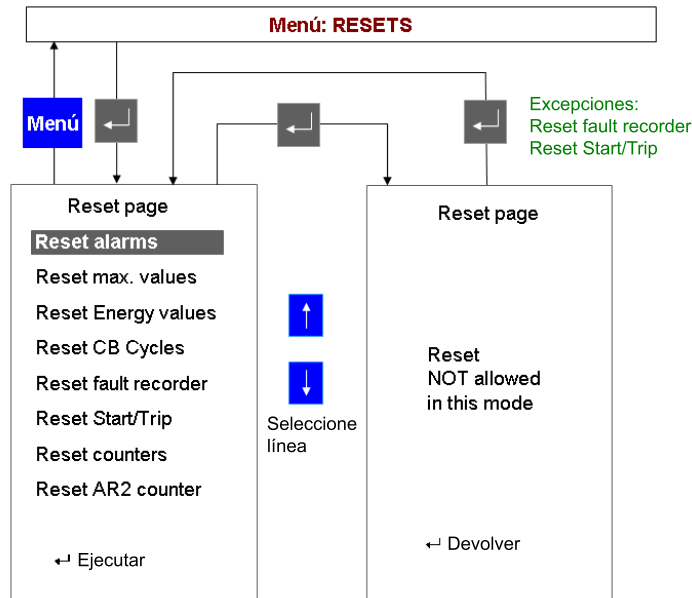 Menú: RESETS
Menú
Excepciones:
Reset fault recorder
Reset Start/Trip
Reset page
Reset alarms
Reset max. values
Reset Energy values
Reset CB Cycles
Reset fault recorder
Reset Start/Trip
Reset counters
Reset AR2 counter
↵ Ejecutar
Seleccione
línea
Reset page
Reset
NOT allowed
in this mode
↵ Devolver